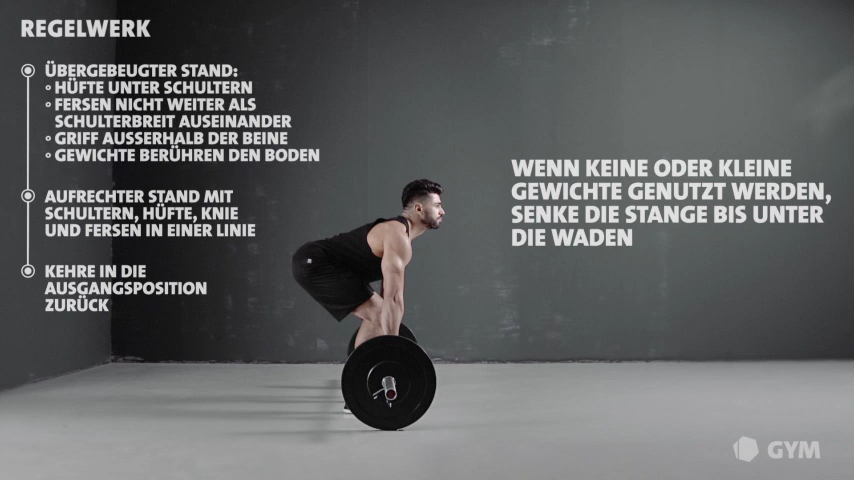 REGELWERK
ÜBERGEBEUGTER STAND:
◦ HÜFTE UNTER SCHULTERN
◦ FERSEN NICHT WEITER ALS
SCHULTERBREIT AUSEINANDER
◦ GRIFF AUSSERHALB DER BEINE
◦ GEWICHTE BERÜHREN DEN BODEN
AUFRECHTER STAND MIT
SCHULTERN, HÜFTE, KNIE
UND FERSEN IN EINER LINIE
KEHRE IN DIE
AUSGANGSPOSITION
ZURÜCK
WENN KEINE ODER KLEINE
GEWICHTE GENUTZT WERDEN,
SENKE DIE STANGE BIS UNTER
DIE WADEN
GYM